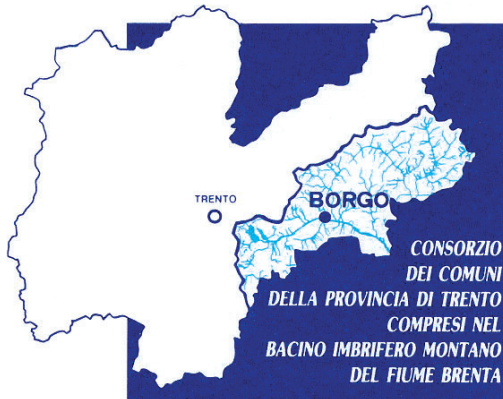 TRENTO
BORGO
CONSORZIO
DEI COMUNI
DELLA PROVINCIA DI TRENTO
COMPRESI NEL
BACINO IMBRIFERO MONTANO
DEL FIUME BRENTA